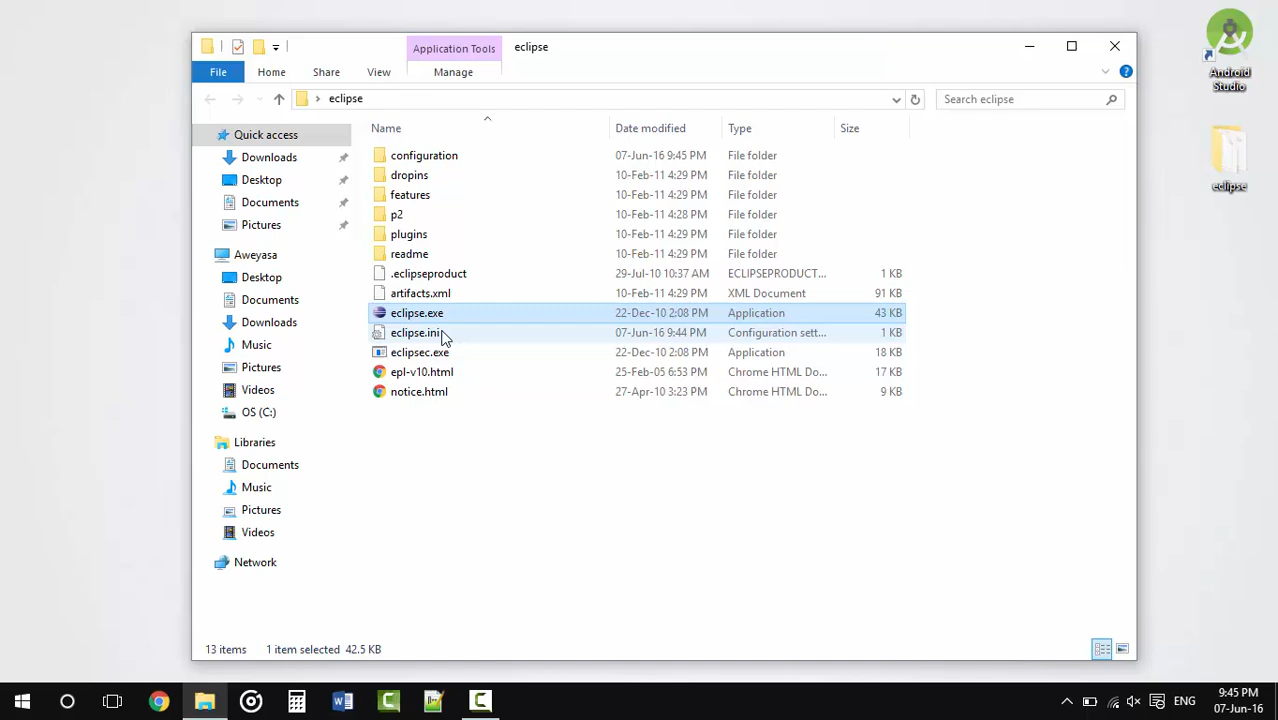 Application Tools eclipse
File Home Share View Manage
eclipse Search eclipse
Name Date modified Type Size
Quick access
Downloads
Desktop
Documents
Pictures
Aweyasa
Desktop
Documents
Downloads
Music
Pictures
Videos
OS (C:)
Libraries
Documents
Music
Pictures
Videos
Network
configuration 07-Jun-16 9:45 PM File folder
dropins 10-Feb-11 4:29 PM File folder
features 10-Feb-11 4:29 PM File folder
p2 10-Feb-11 4:28 PM File folder
plugins 10-Feb-11 4:29 PM File folder
readme 10-Feb-11 4:29 PM File folder
.eclipseproduct 29-Jul-10 10:37 AM ECLIPSEPRODUCT... 1 KB
artifacts.xml 10-Feb-11 4:29 PM XML Document 91 KB
eclipse.exe 22-Dec-10 2:08 PM Application 43 KB
eclipse.ini 07-Jun-16 9:44 PM Configuration sett... 1 KB
eclipsec.exe 22-Dec-10 2:08 PM Application 18 KB
epl-v10.html 25-Feb-05 6:53 PM Chrome HTML Do... 17 KB
notice.html 27-Apr-10 3:23 PM Chrome HTML Do... 9 KB
13 items 1 item selected 42.5 KB
Android
Studio
eclipse
ENG
9:45 PM
07-Jun-16